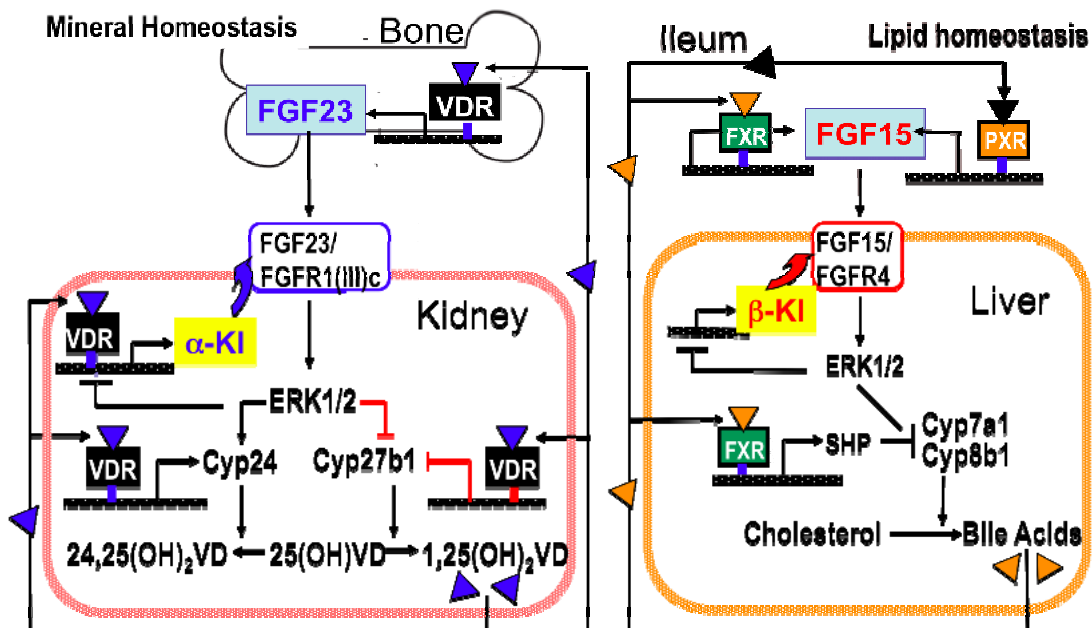 Mineral Homeostasis
Bone
FGF23
VDR
FGF23/
FGFR1(III)c
Kidney
VDR
α-Kl
ERK1/2
VDR
Cyp24
Cyp27b1
VDR
24,25(OH)₂VD
25(OH)VD
1,25(OH)₂VD
Ileum
Lipid homeostasis
FXR
FGF15
PXR
FGF15/
FGFR4
Liver
β-Kl
ERK1/2
FXR
SHP
Cyp7a1
Cyp8b1
Cholesterol
Bile Acids